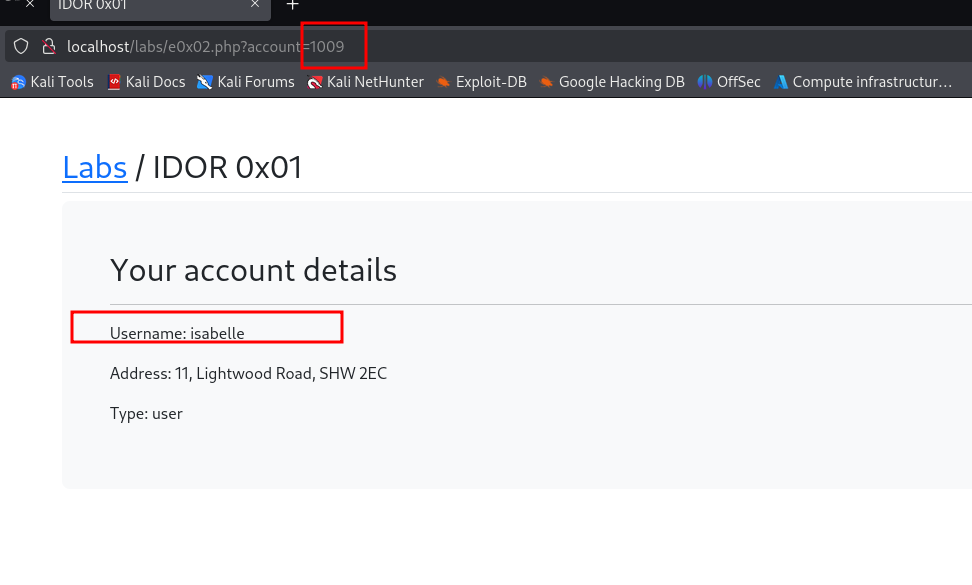 IDOR 0x01
localhost/labs/e0x02.php?account=1009
Kali Tools Kali Docs Kali Forums Kali NetHunter Exploit-DB Google Hacking DB OffSec Compute infrastructur…
Labs / IDOR 0x01
Your account details
Username: isabelle
Address: 11, Lightwood Road, SHW 2EC
Type: user